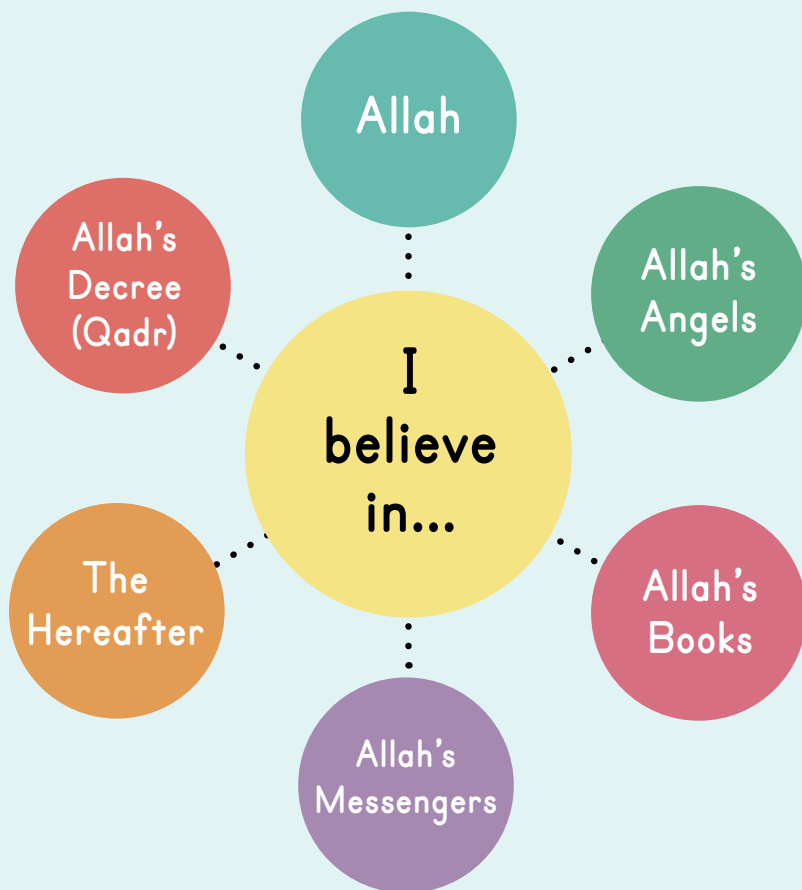 Allah
Allah's
Angels
Allah's
Decree
(Qadr)
I
believe
in...
The
Hereafter
Allah's
Books
Allah's
Messengers